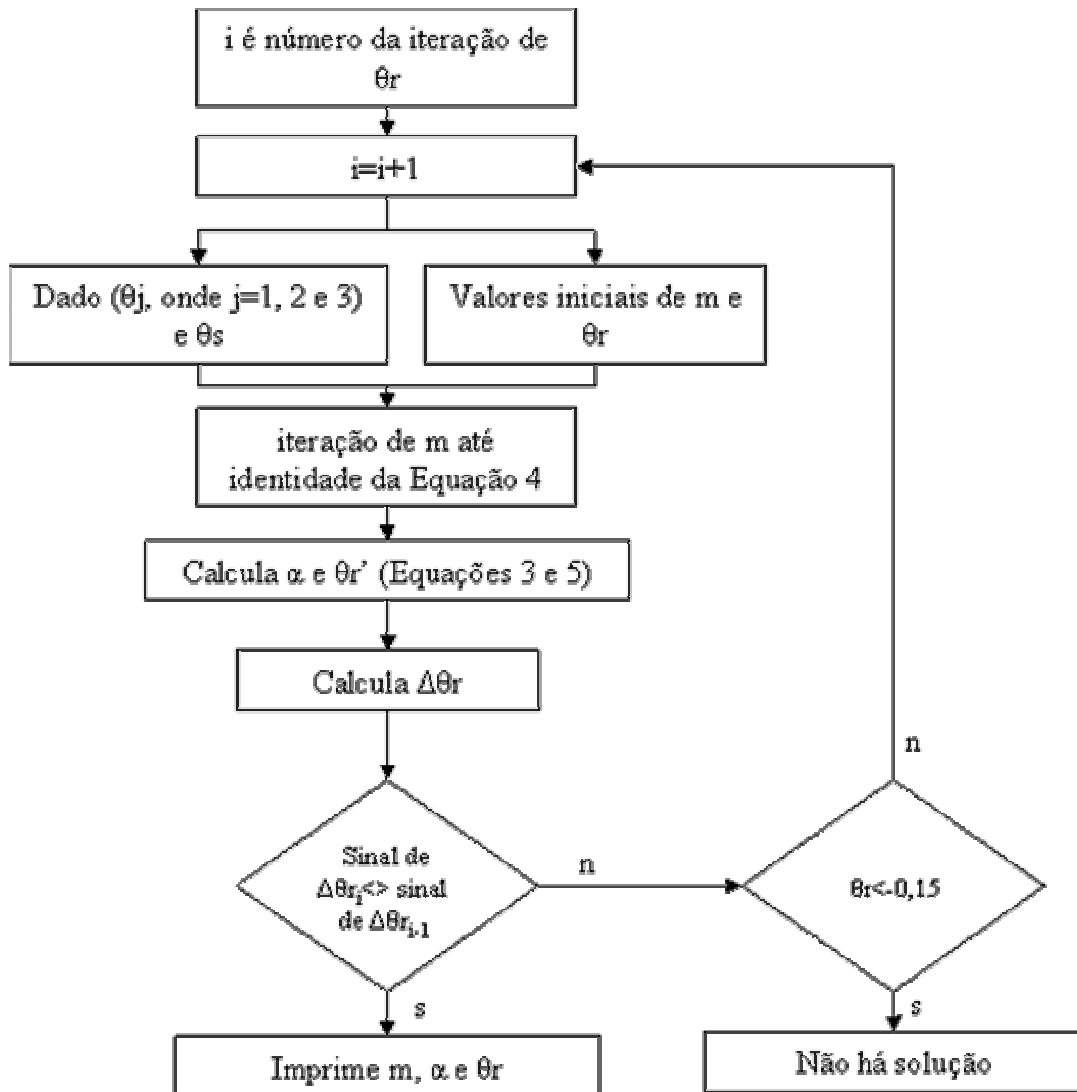 i é número da iteração de
θr
i=i+1
Dado (θj, onde j=1, 2 e 3)
e θs
Valores iniciais de m e
θr
iteração de m até
identidade da Equação 4
Calcula α e θr’ (Equações 3 e 5)
Calcula Δθr
n
Sinal de
Δθri<> sinal
de Δθri-1
n
θr<-0,15
s
s
Imprime m, α e θr
Não há solução